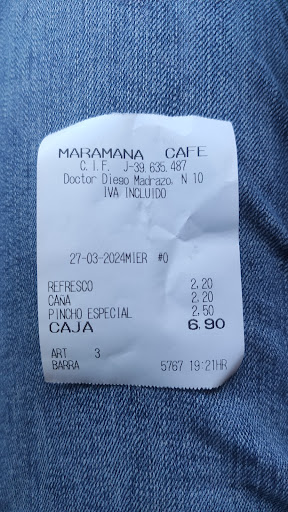 MARAMANA CAFE
C.I.F. J-39.635.487
Doctor Diego Madrazo, N 10
IVA INCLUIDO
27-03-2024MIER #0
REFRESCO 2,20
CAÑA 2,20
PINCHO ESPECIAL 2,50
CAJA 6,90
ART 3
BARRA 5767 19:21HR